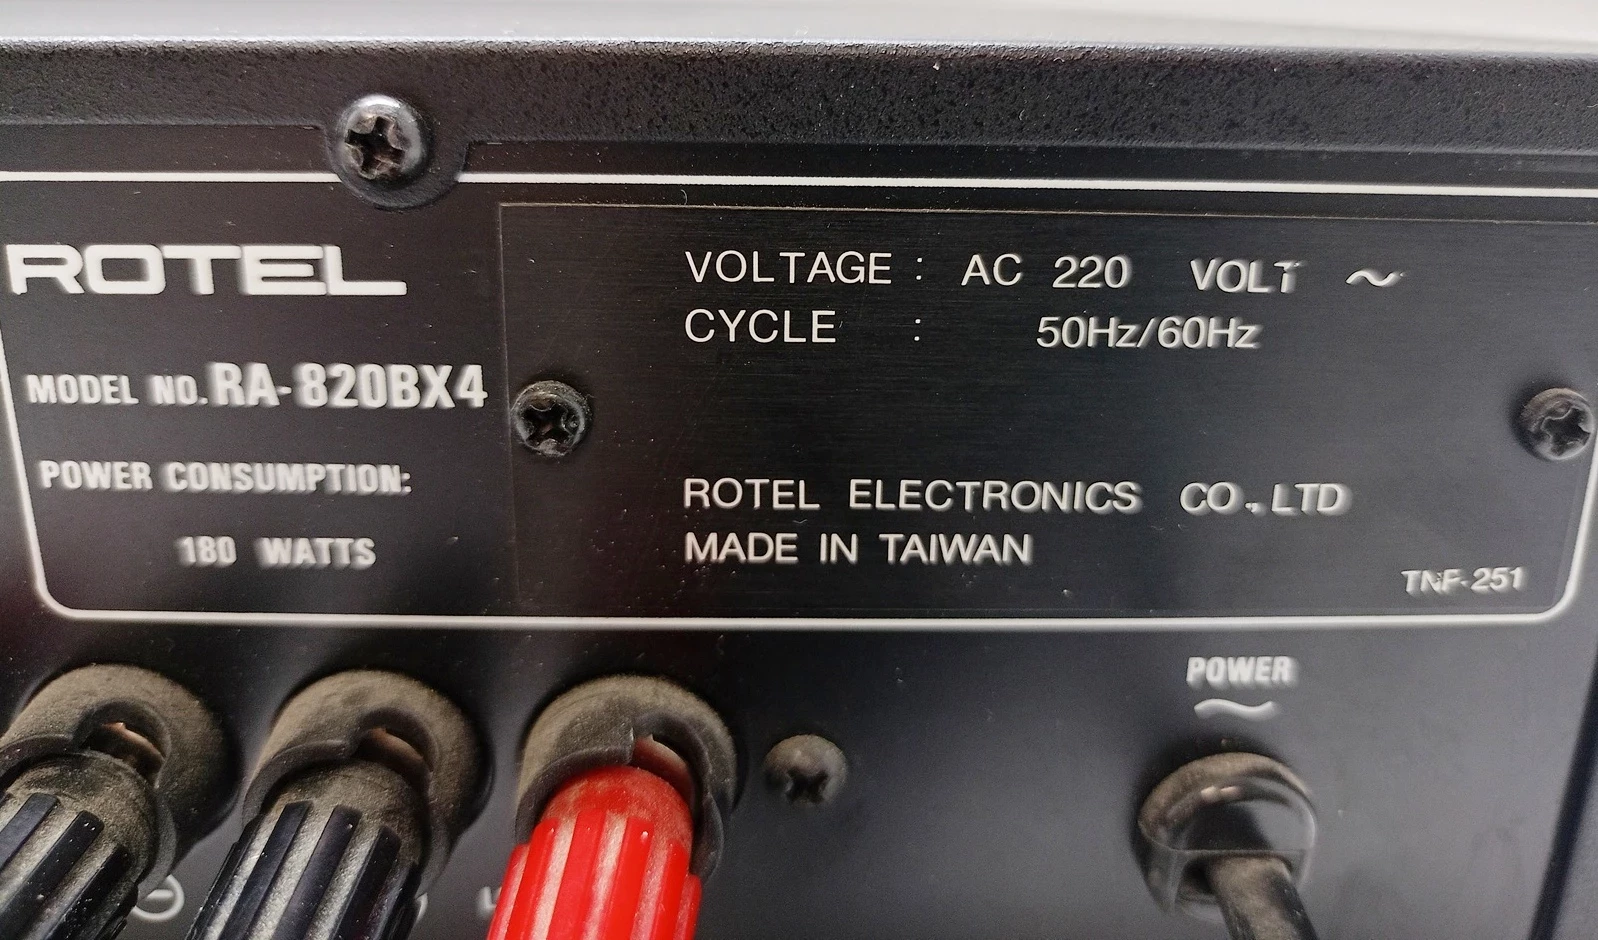 ROTEL
MODEL NO. RA-820BX4
POWER CONSUMPTION:
180 WATTS
VOLTAGE : AC 220 VOLT ~
CYCLE : 50Hz/60Hz
ROTEL ELECTRONICS CO., LTD
MADE IN TAIWAN
TNF-251
POWER
~